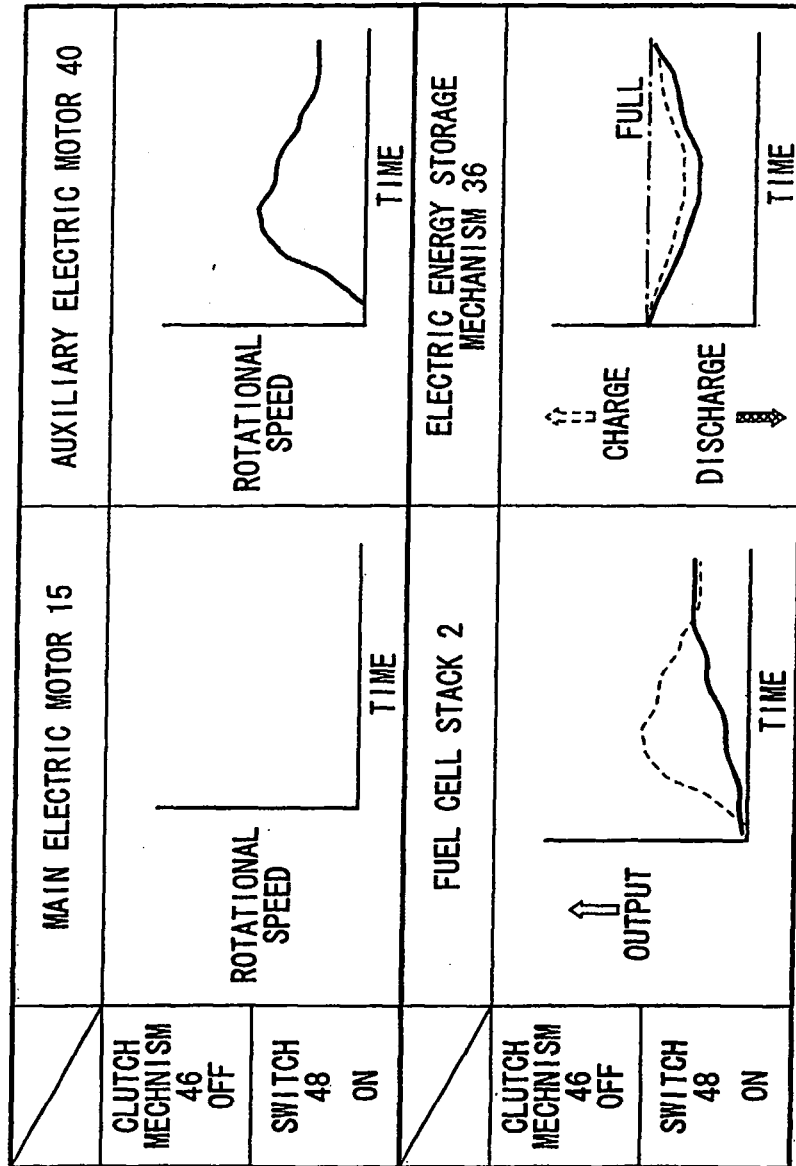 MAIN ELECTRIC MOTOR 15
AUXILIARY ELECTRIC MOTOR 40
CLUTCH
MECHNISM
46
OFF
SWITCH
48
ON
ROTATIONAL
SPEED
TIME
ROTATIONAL
SPEED
TIME
FUEL CELL STACK 2
ELECTRIC ENERGY STORAGE
MECHANISM 36
CLUTCH
MECHNISM
46
OFF
SWITCH
48
ON
OUTPUT
TIME
CHARGE
DISCHARGE
FULL
TIME